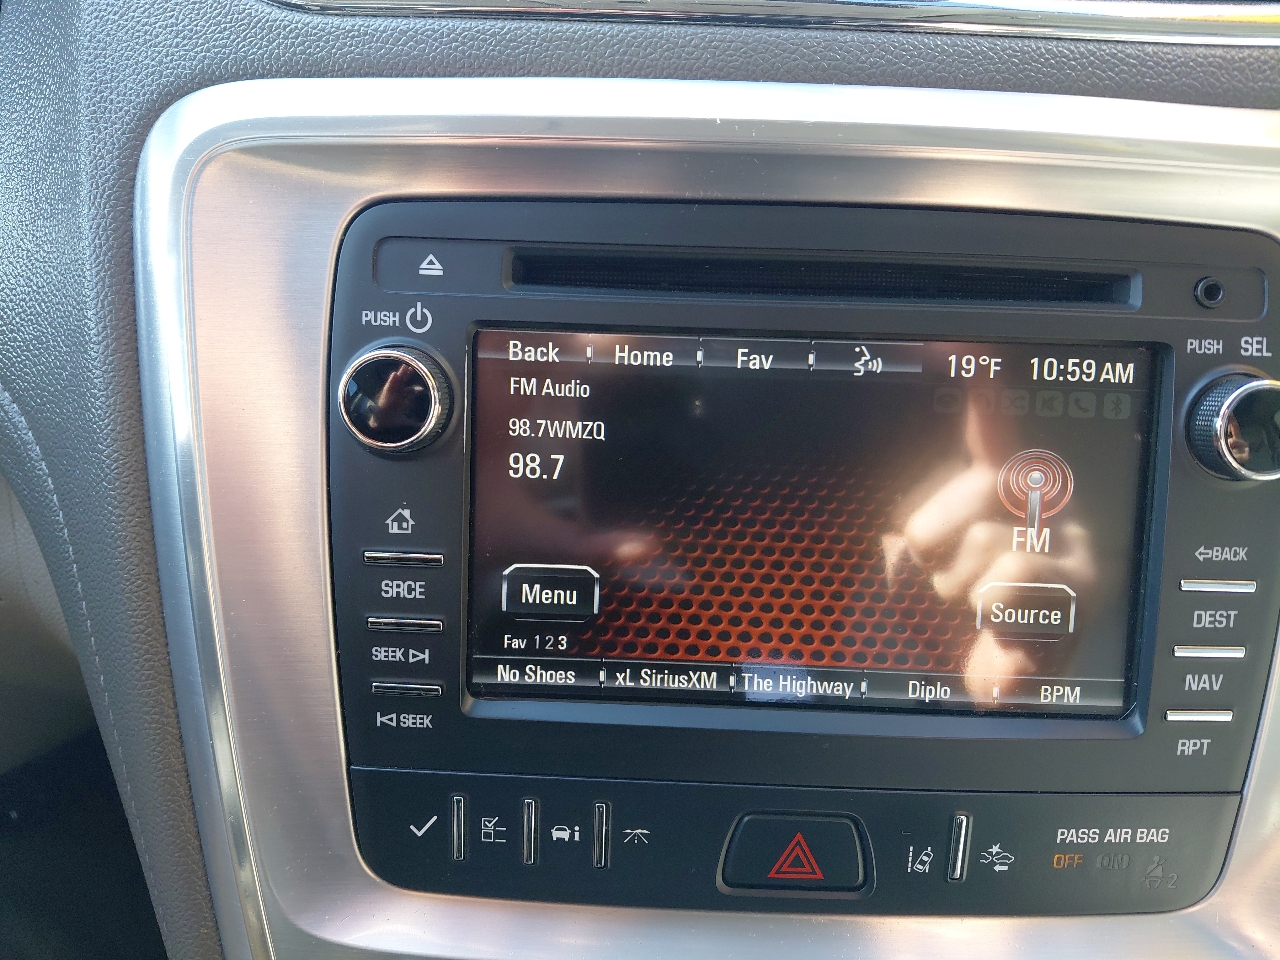 PUSH
PUSH SEL
Back Home Fav 19°F 10:59 AM
FM Audio
98.7WMZQ
98.7
FM
Menu
Source
Fav 1 2 3
No Shoes xL SiriusXM The Highway Diplo BPM
SRCE
SEEK
SEEK
BACK
DEST
NAV
RPT
PASS AIR BAG
OFF ON 2